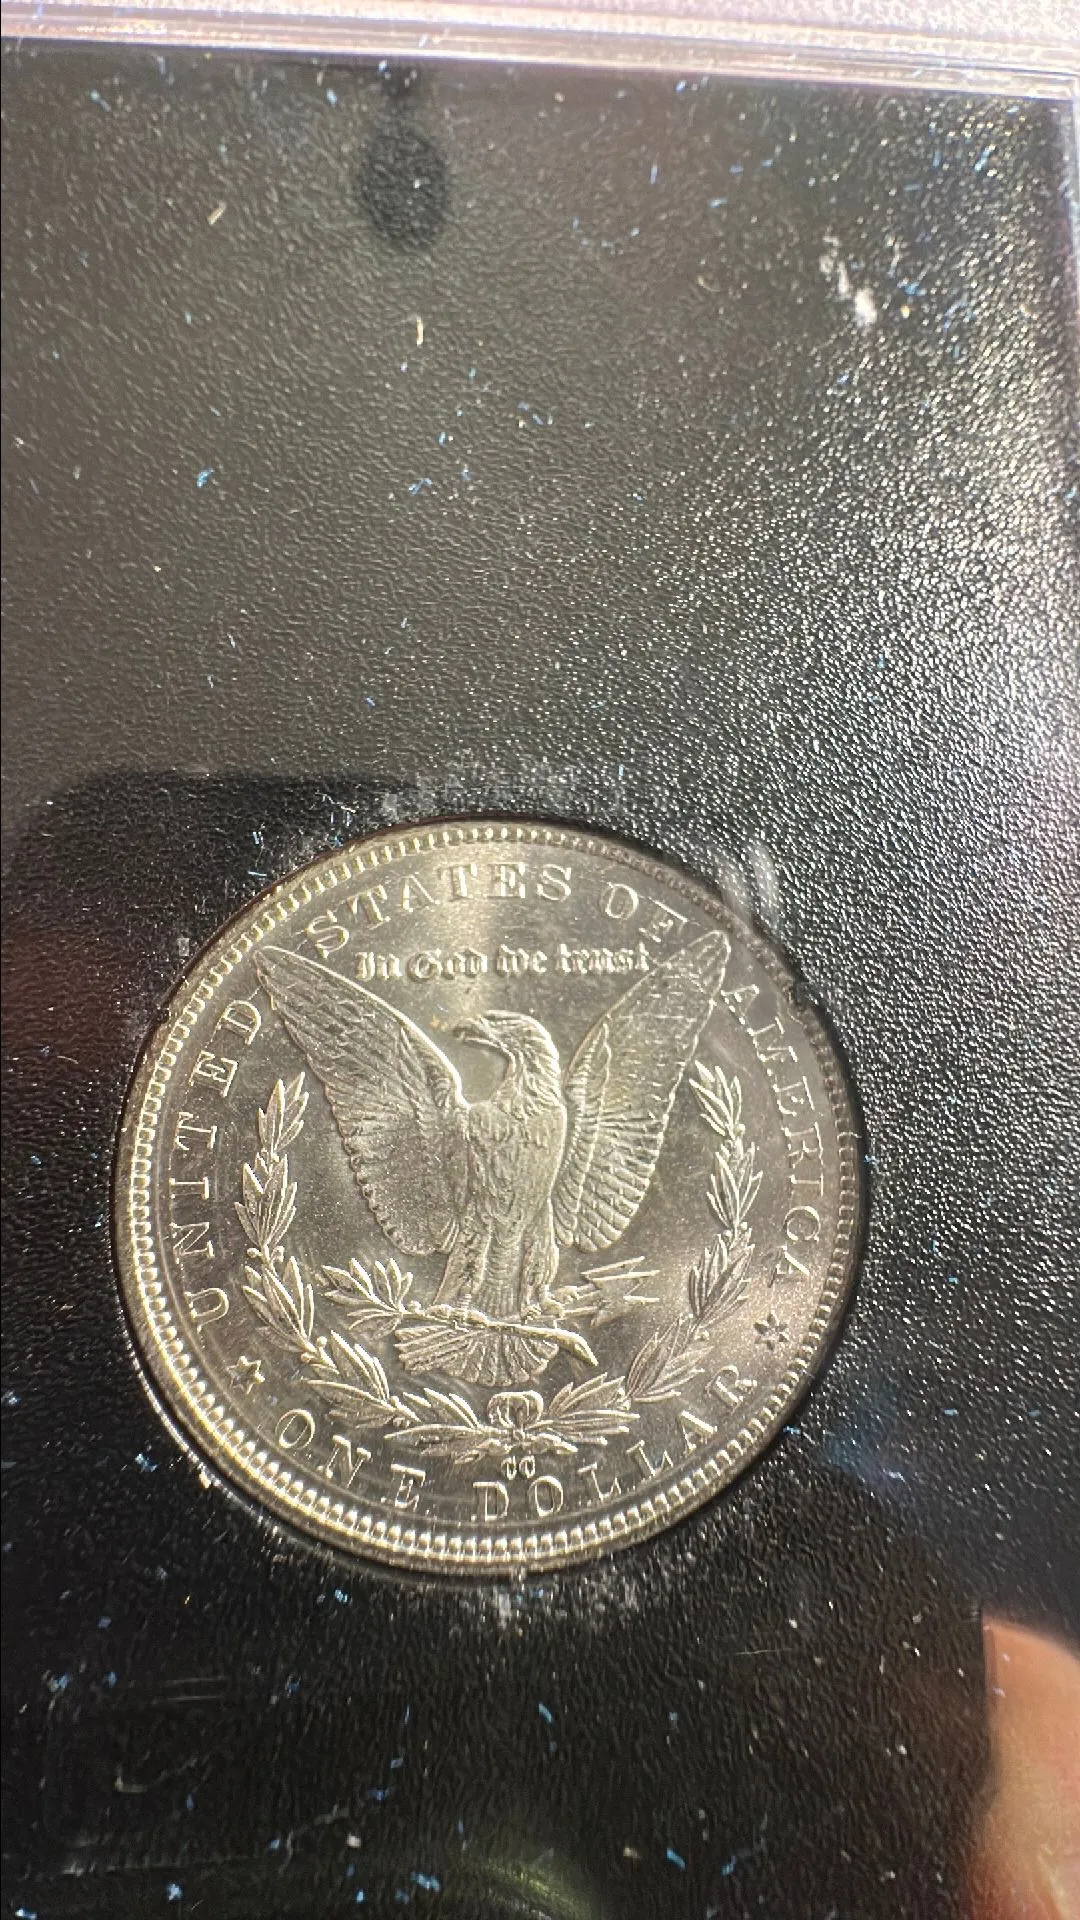 UNITED STATES OF AMERICA
In God we trust
CC
ONE DOLLAR